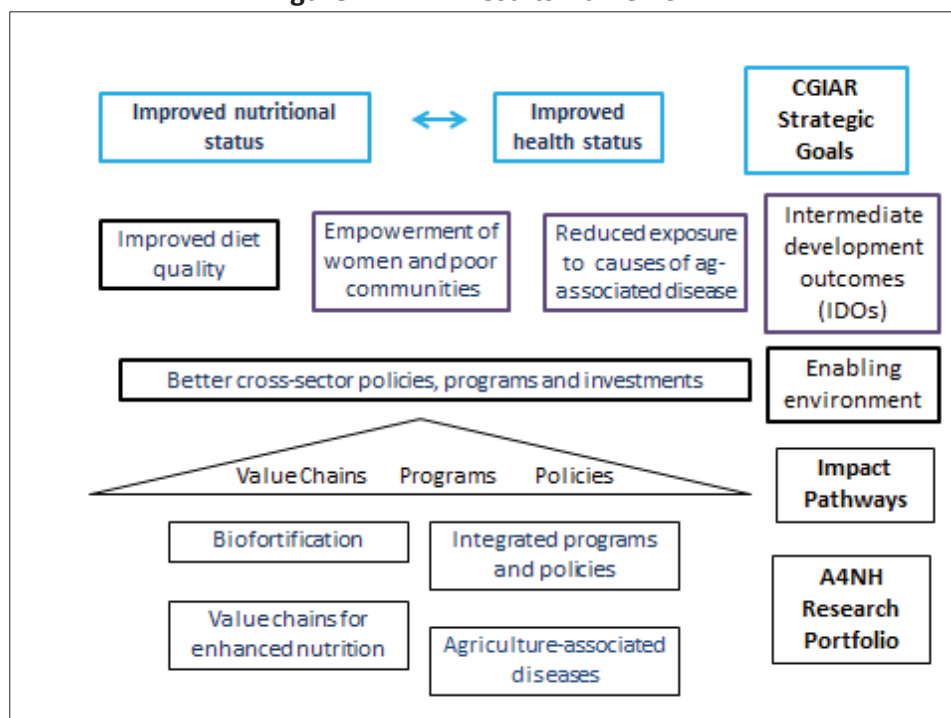 Improved nutritional
status
Improved
health status
CGIAR
Strategic
Goals
Improved diet
quality
Empowerment of
women and poor
communities
Reduced exposure
to causes of ag-
associated disease
Intermediate
development
outcomes
(IDOs)
Better cross-sector policies, programs and investments
Enabling
environment
Value Chains Programs Policies
Impact
Pathways
Biofortification
Integrated programs
and policies
Value chains for
enhanced nutrition
Agriculture-associated
diseases
A4NH
Research
Portfolio